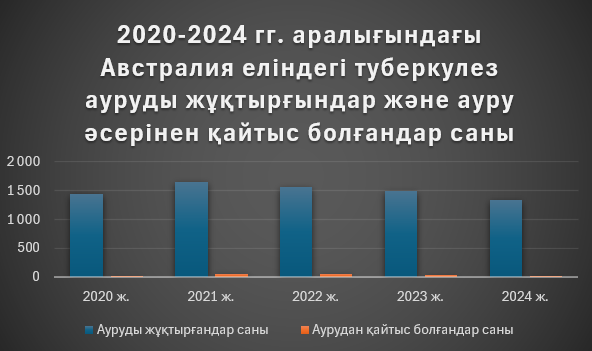 2020-2024 гг. аралығындағы
Австралия еліндегі туберкулез
ауруды жұқтырғындар және ауру
әсерінен қайтыс болғандар саны
2 000
1 500
1 000
500
0
2020 ж. 2021 ж. 2022 ж. 2023 ж. 2024 ж.
Ауруды жұқтырғандар саны Аурудан қайтыс болғандар саны